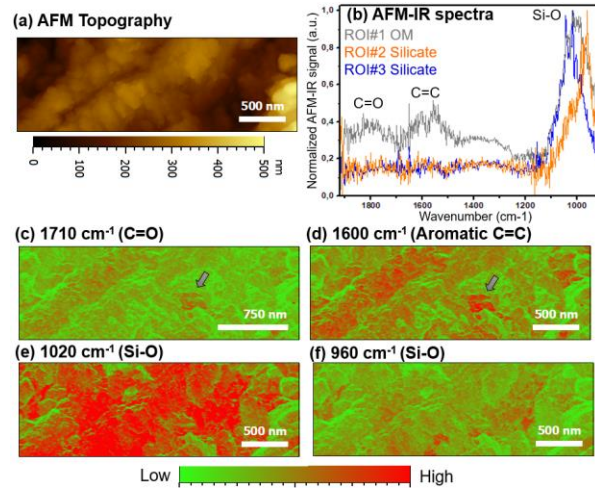 (a) AFM Topography
500 nm
0 100 200 300 400 500 nm
(b) AFM-IR spectra
ROI#1 OM
ROI#2 Silicate
ROI#3 Silicate
Si-O
C=O
C=C
Normalized AFM-IR signal (a.u.)
1,0
0,8
0,6
0,4
0,2
0,0
1800 1600 1400 1200 1000
Wavenumber (cm-1)
(c) 1710 cm⁻¹ (C=O)
750 nm
(d) 1600 cm⁻¹ (Aromatic C=C)
500 nm
(e) 1020 cm⁻¹ (Si-O)
500 nm
(f) 960 cm⁻¹ (Si-O)
500 nm
Low High